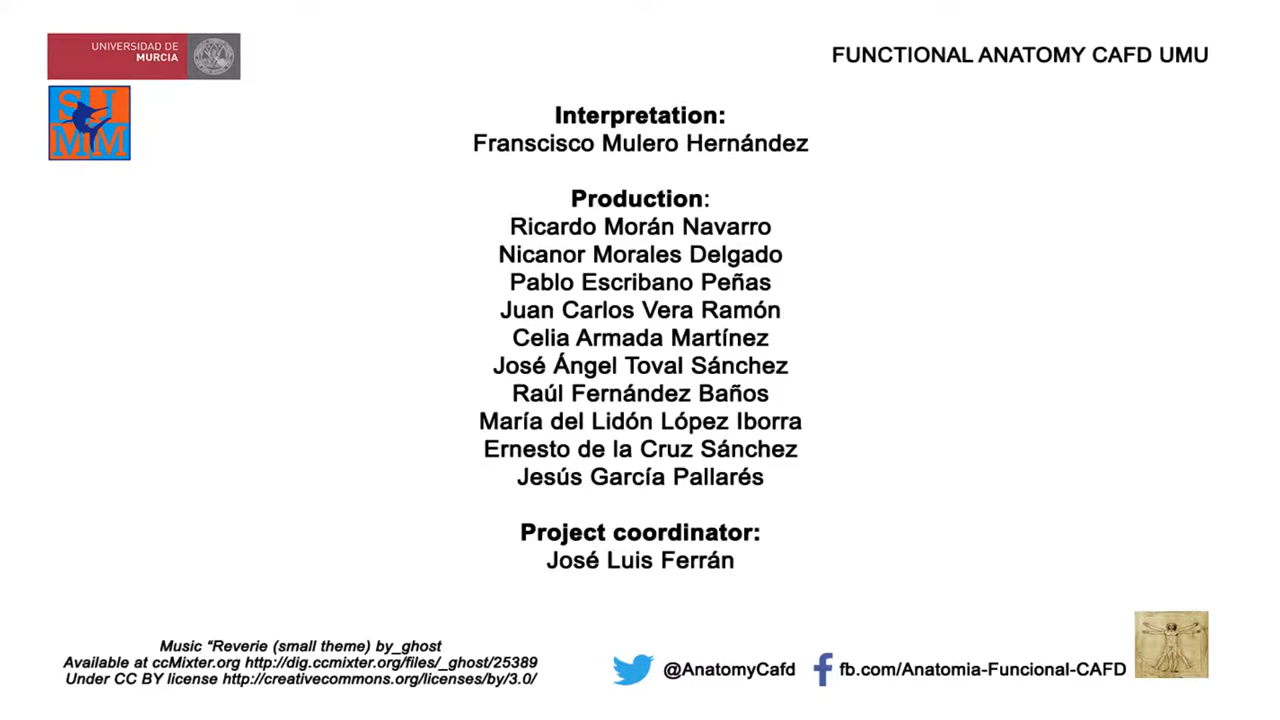 UNIVERSIDAD DE
MURCIA
FUNCTIONAL ANATOMY CAFD UMU
SJ
MM
Interpretation:
Franscisco Mulero Hernández
Production:
Ricardo Morán Navarro
Nicanor Morales Delgado
Pablo Escribano Peñas
Juan Carlos Vera Ramón
Celia Armada Martínez
José Ángel Toval Sánchez
Raúl Fernández Baños
María del Lidón López Iborra
Ernesto de la Cruz Sánchez
Jesús García Pallarés
Project coordinator:
José Luis Ferrán
Music “Reverie (small theme) by_ghost
Available at ccMixter.org http://dig.ccmixter.org/files/_ghost/25389
Under CC BY license http://creativecommons.org/licenses/by/3.0/
@AnatomyCafd
fb.com/Anatomia-Funcional-CAFD